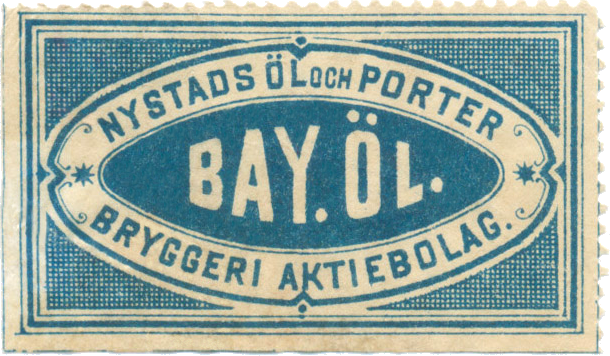 NYSTADS ÖL OCH PORTER
BAY. ÖL.
BRYGGERI AKTIEBOLAG.